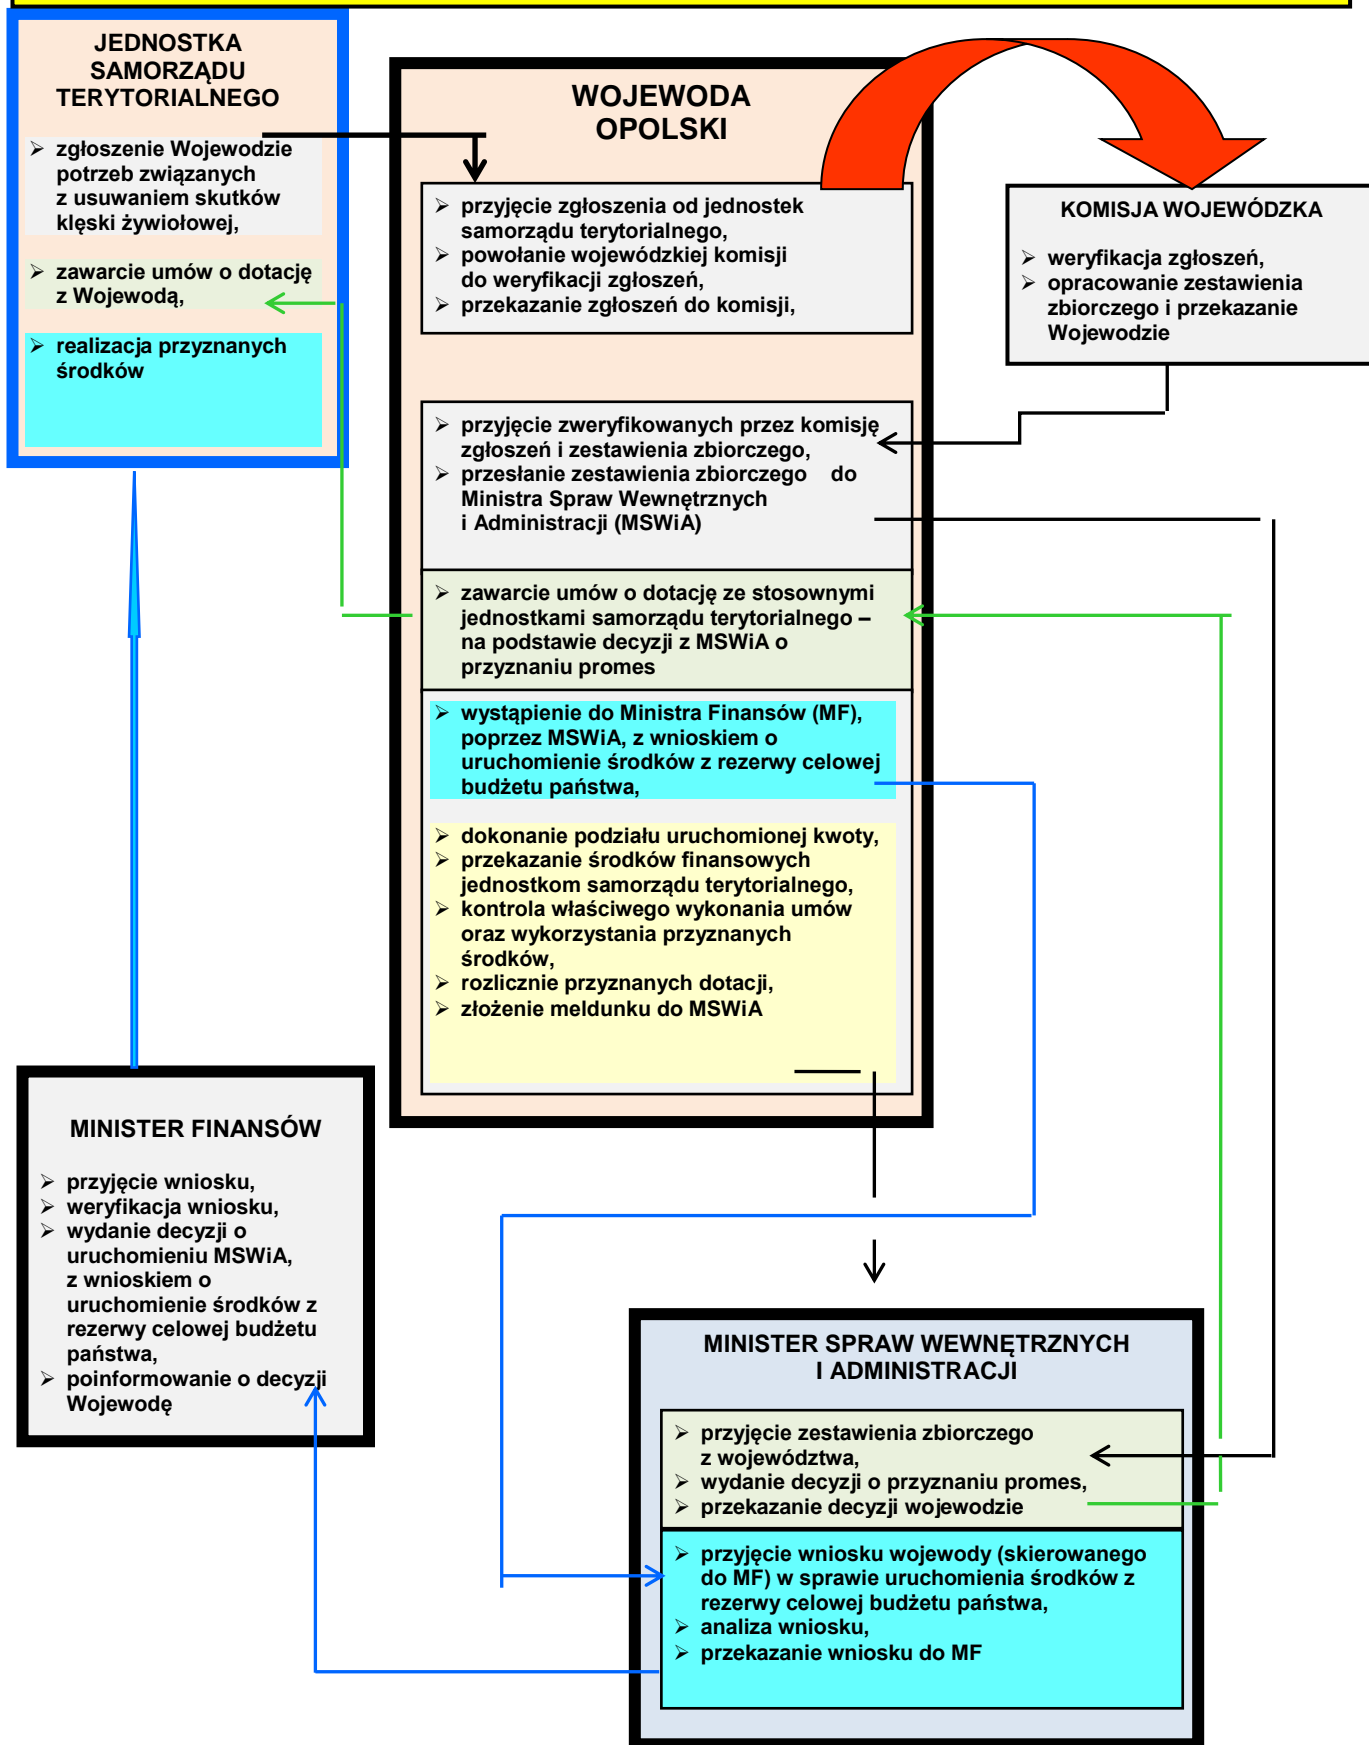 JEDNOSTKA
SAMORZĄDU
TERYTORIALNEGO
➢ zgłoszenie Wojewodzie
potrzeb związanych
z usuwaniem skutków
klęski żywiołowej,
➢ zawarcie umów o dotację
z Wojewodą,
➢ realizacja przyznanych
środków
WOJEWODA
OPOLSKI
➢ przyjęcie zgłoszenia od jednostek
samorządu terytorialnego,
➢ powołanie wojewódzkiej komisji
do weryfikacji zgłoszeń,
➢ przekazanie zgłoszeń do komisji,
KOMISJA WOJEWÓDZKA
➢ weryfikacja zgłoszeń,
➢ opracowanie zestawienia
zbiorczego i przekazanie
Wojewodzie
➢ przyjęcie zweryfikowanych przez komisję
zgłoszeń i zestawienia zbiorczego,
➢ przesłanie zestawienia zbiorczego do
Ministra Spraw Wewnętrznych
i Administracji (MSWiA)
➢ zawarcie umów o dotację ze stosownymi
jednostkami samorządu terytorialnego –
na podstawie decyzji z MSWiA o
przyznaniu promes
➢ wystąpienie do Ministra Finansów (MF),
poprzez MSWiA, z wnioskiem o
uruchomienie środków z rezerwy celowej
budżetu państwa,
➢ dokonanie podziału uruchomionej kwoty,
➢ przekazanie środków finansowych
jednostkom samorządu terytorialnego,
➢ kontrola właściwego wykonania umów
oraz wykorzystania przyznanych
środków,
➢ rozlicznie przyznanych dotacji,
➢ złożenie meldunku do MSWiA
MINISTER FINANSÓW
➢ przyjęcie wniosku,
➢ weryfikacja wniosku,
➢ wydanie decyzji o
uruchomieniu MSWiA,
z wnioskiem o
uruchomienie środków z
rezerwy celowej budżetu
państwa,
➢ poinformowanie o decyzji
Wojewodę
MINISTER SPRAW WEWNĘTRZNYCH
I ADMINISTRACJI
➢ przyjęcie zestawienia zbiorczego
z województwa,
➢ wydanie decyzji o przyznaniu promes,
➢ przekazanie decyzji wojewodzie
➢ przyjęcie wniosku wojewody (skierowanego
do MF) w sprawie uruchomienia środków z
rezerwy celowej budżetu państwa,
➢ analiza wniosku,
➢ przekazanie wniosku do MF